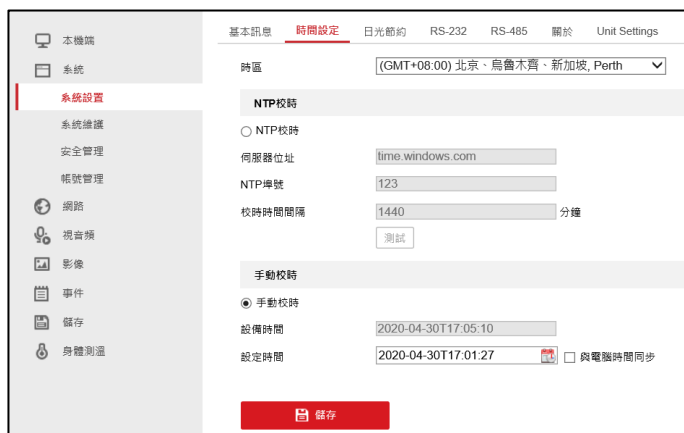 本機端
系統
系統設置
系統維護
安全管理
帳號管理
網路
視音頻
影像
事件
儲存
身體測溫
基本訊息 時間設定 日光節約 RS-232 RS-485 關於 Unit Settings
時區 (GMT+08:00) 北京、烏魯木齊、新加坡, Perth
NTP校時
NTP校時
伺服器位址 time.windows.com
NTP埠號 123
校時時間間隔 1440 分鐘
測試
手動校時
手動校時
設備時間 2020-04-30T17:05:10
設定時間 2020-04-30T17:01:27 與電腦時間同步
儲存